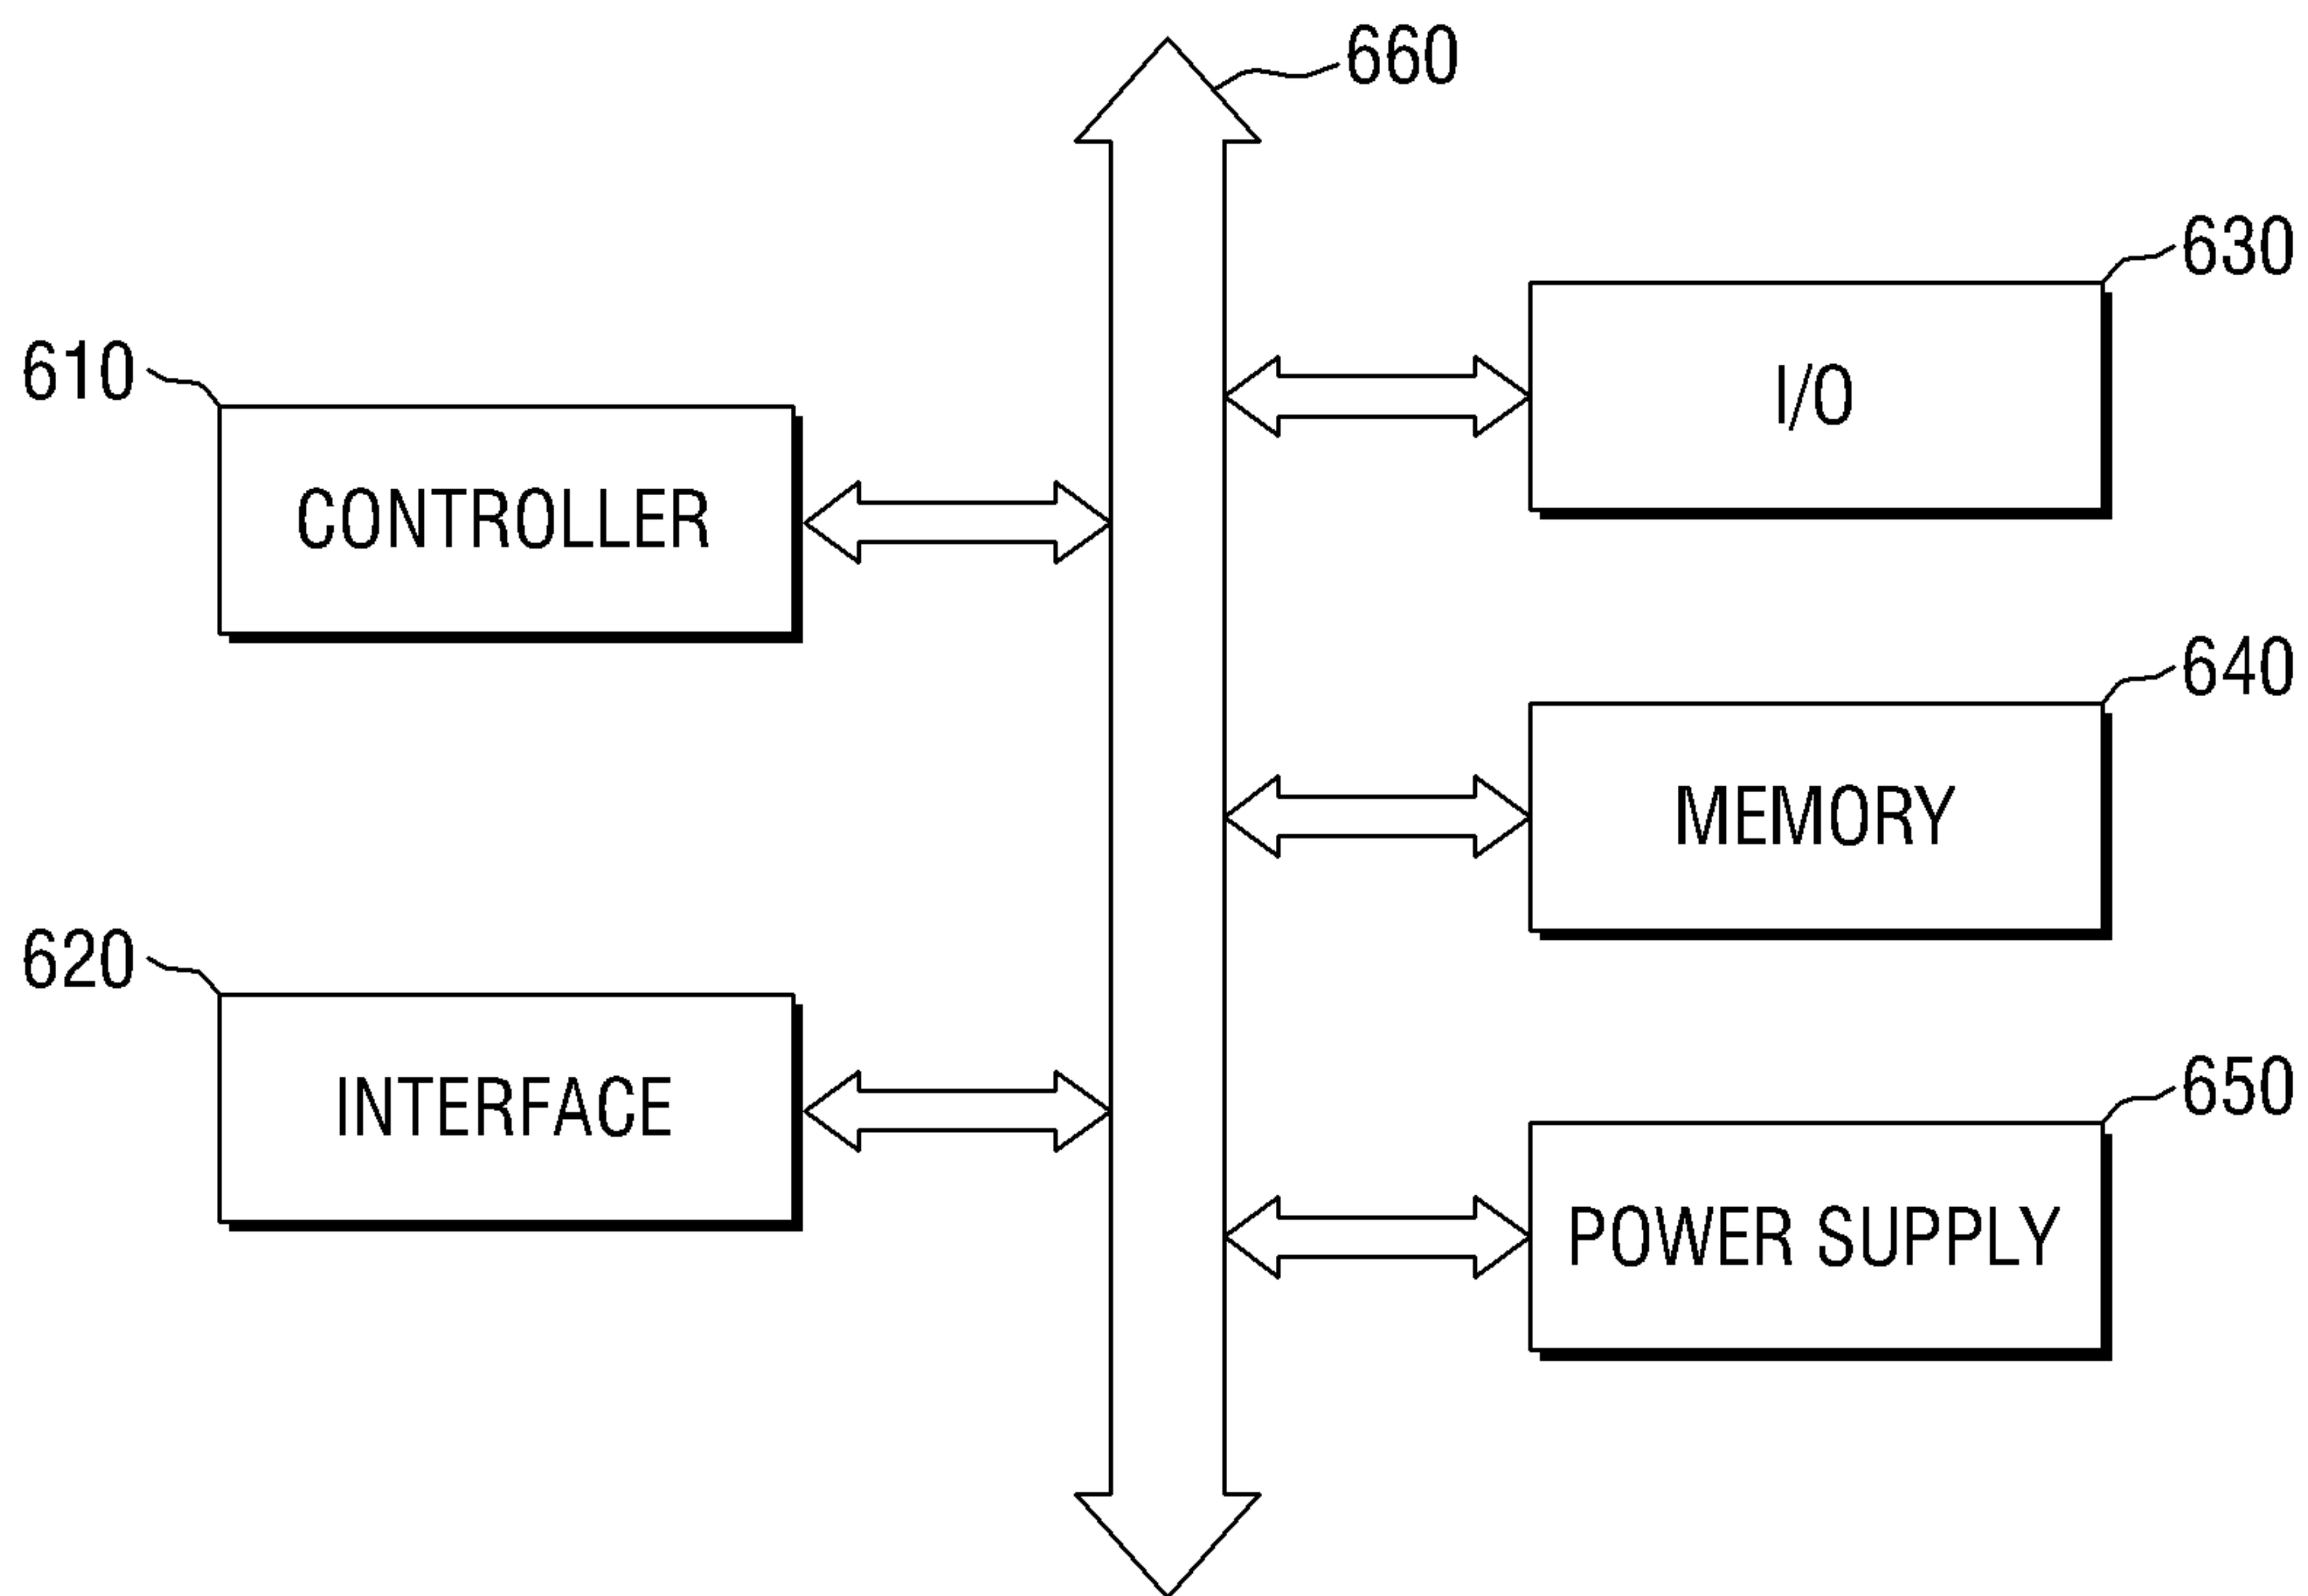 660
630
I/O
610
CONTROLLER
640
MEMORY
620
INTERFACE
650
POWER SUPPLY